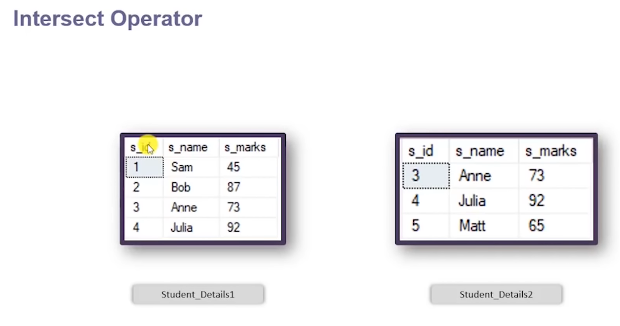 Intersect Operator
s_id s_name s_marks
1 Sam 45
2 Bob 87
3 Anne 73
4 Julia 92
Student_Details1
s_id s_name s_marks
3 Anne 73
4 Julia 92
5 Matt 65
Student_Details2